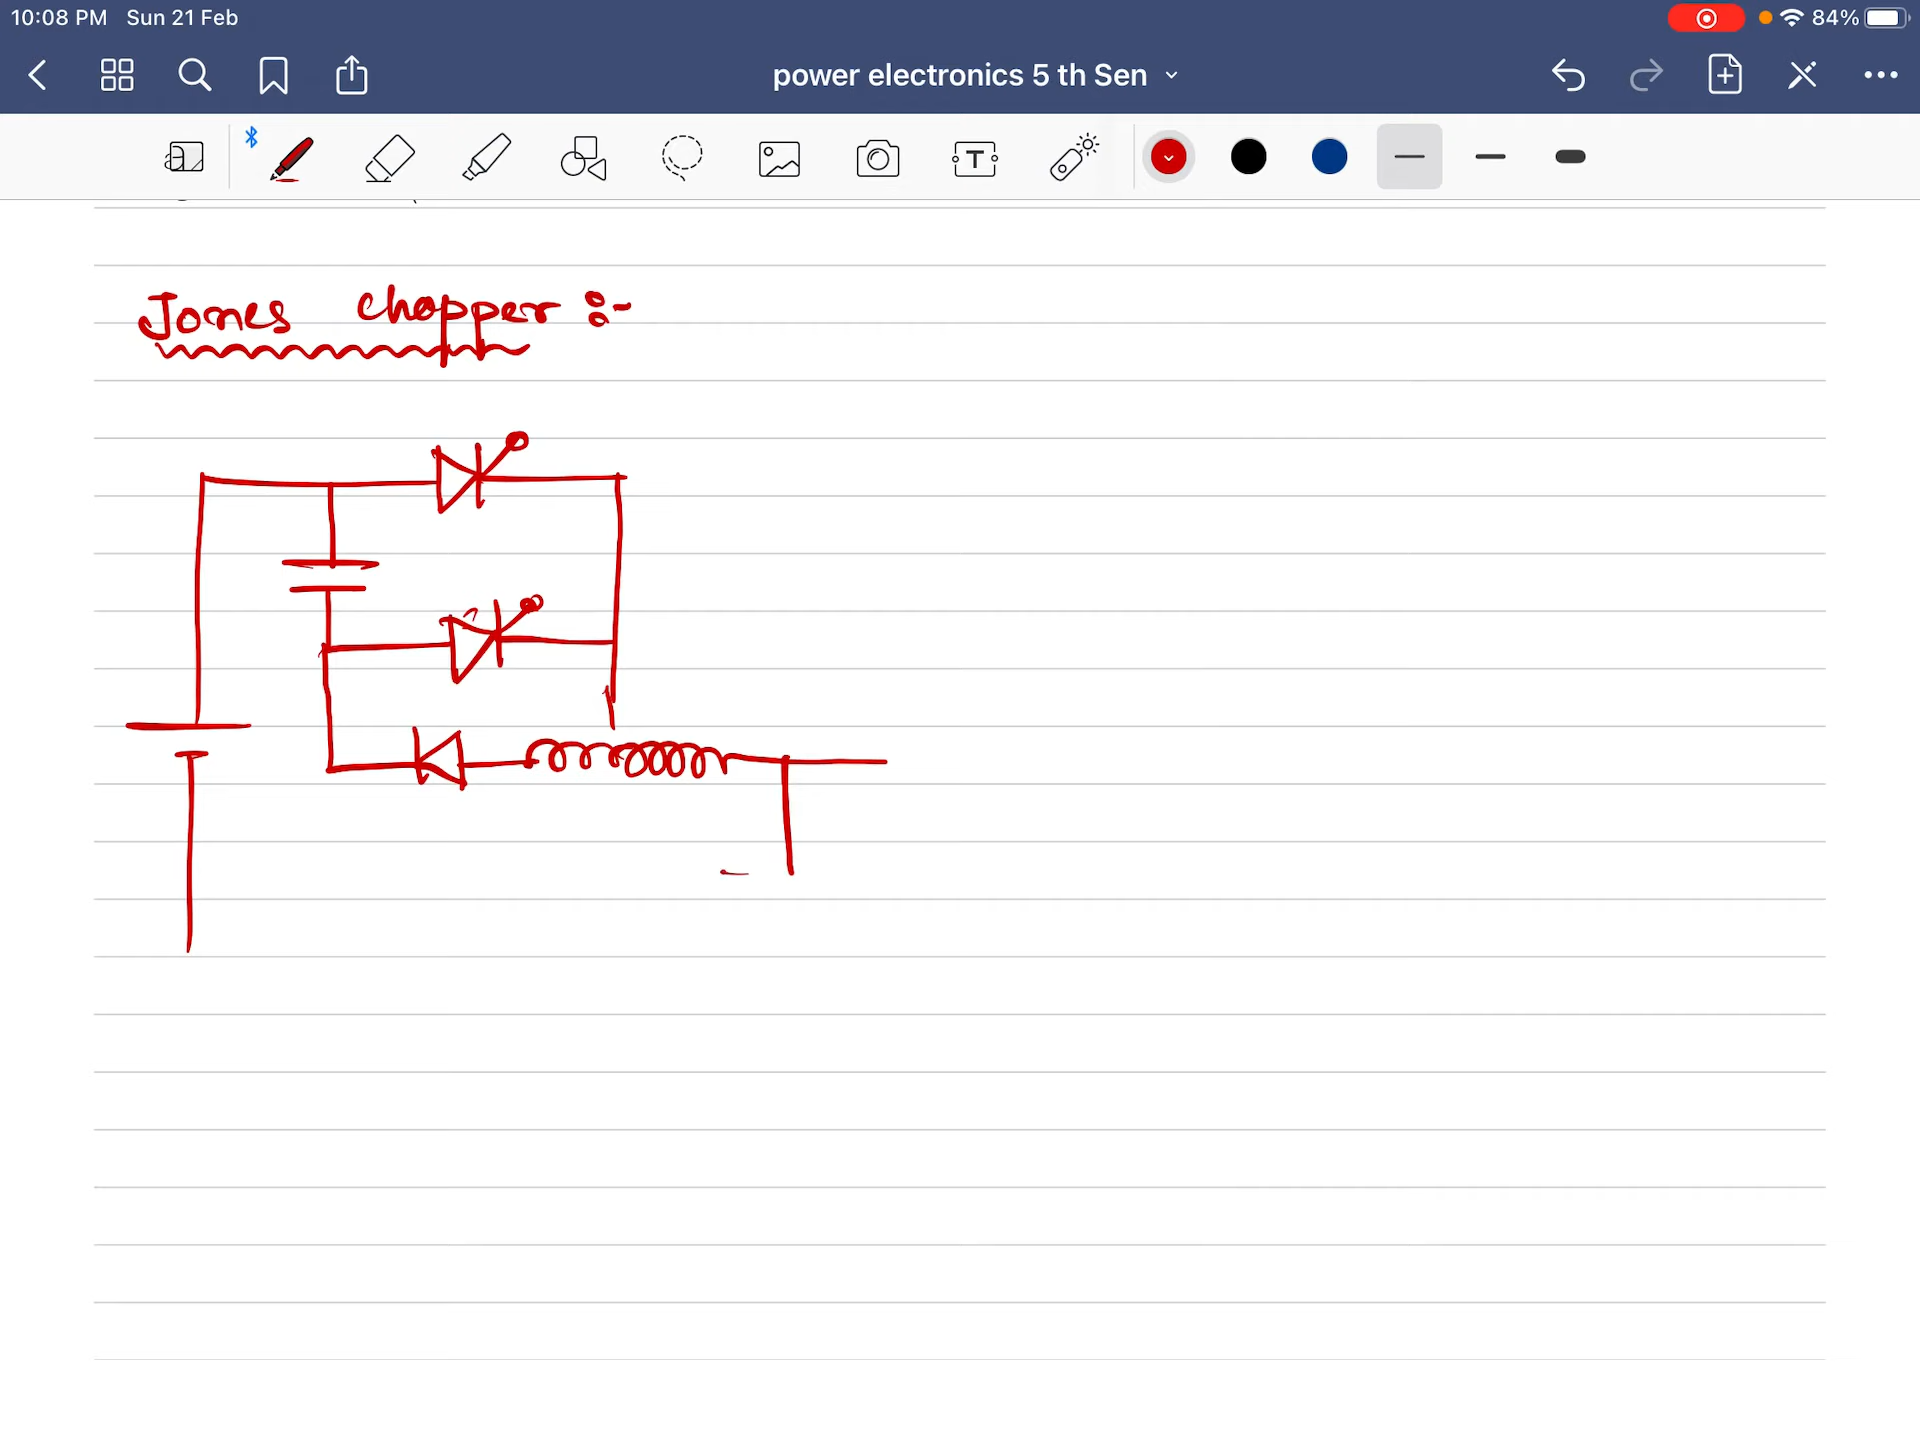 10:08 PM Sun 21 Feb
84%
power electronics 5 th Sen
T
Jones chopper :-